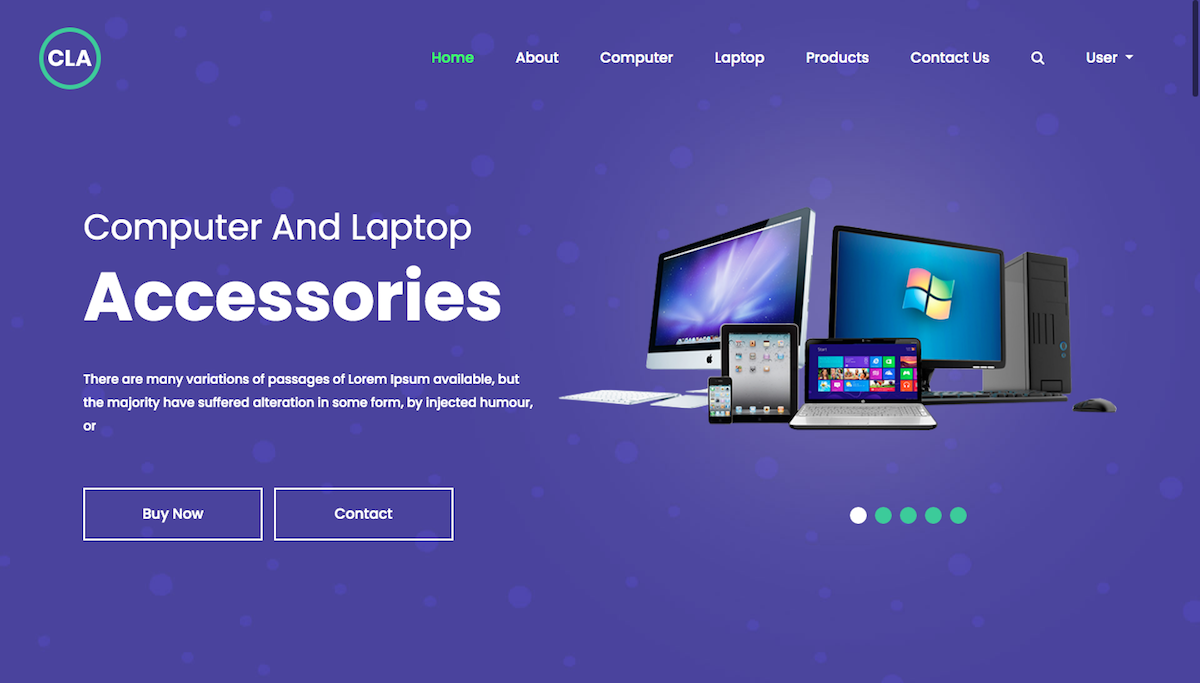 CLA
Home About Computer Laptop Products Contact Us User
Computer And Laptop
Accessories
There are many variations of passages of Lorem Ipsum available, but
the majority have suffered alteration in some form, by injected humour,
or
Buy Now Contact
Start